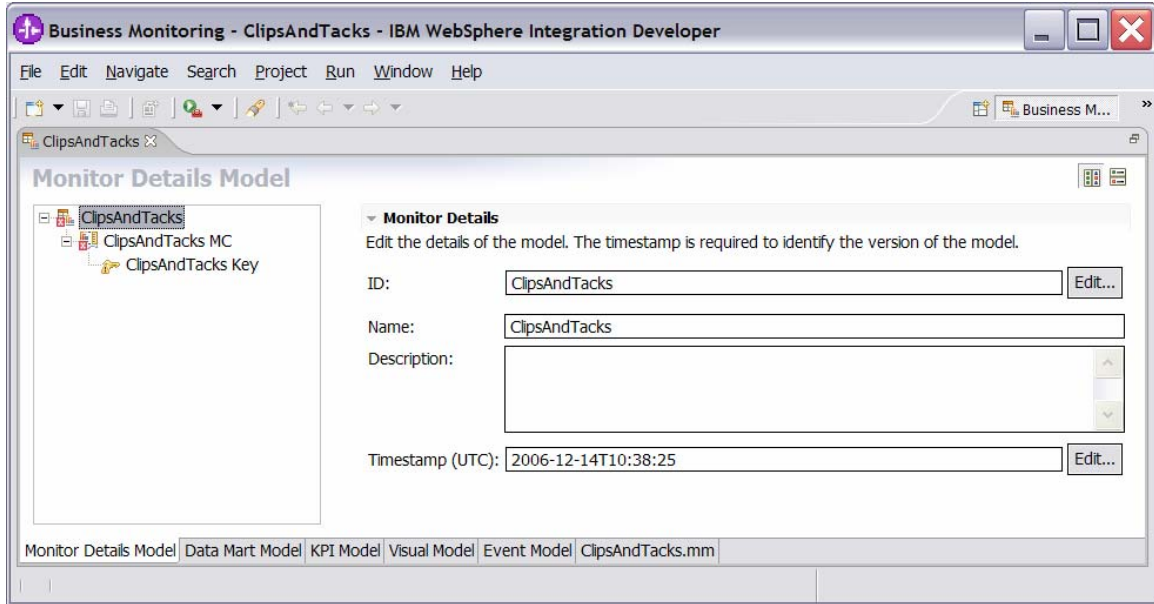 Business Monitoring - ClipsAndTacks - IBM WebSphere Integration Developer
File Edit Navigate Search Project Run Window Help
Business M... »
ClipsAndTacks
Monitor Details Model
ClipsAndTacks
ClipsAndTacks MC
ClipsAndTacks Key
Monitor Details
Edit the details of the model. The timestamp is required to identify the version of the model.
ID: ClipsAndTacks Edit...
Name: ClipsAndTacks
Description:
Timestamp (UTC): 2006-12-14T10:38:25 Edit...
Monitor Details Model Data Mart Model KPI Model Visual Model Event Model ClipsAndTacks.mm